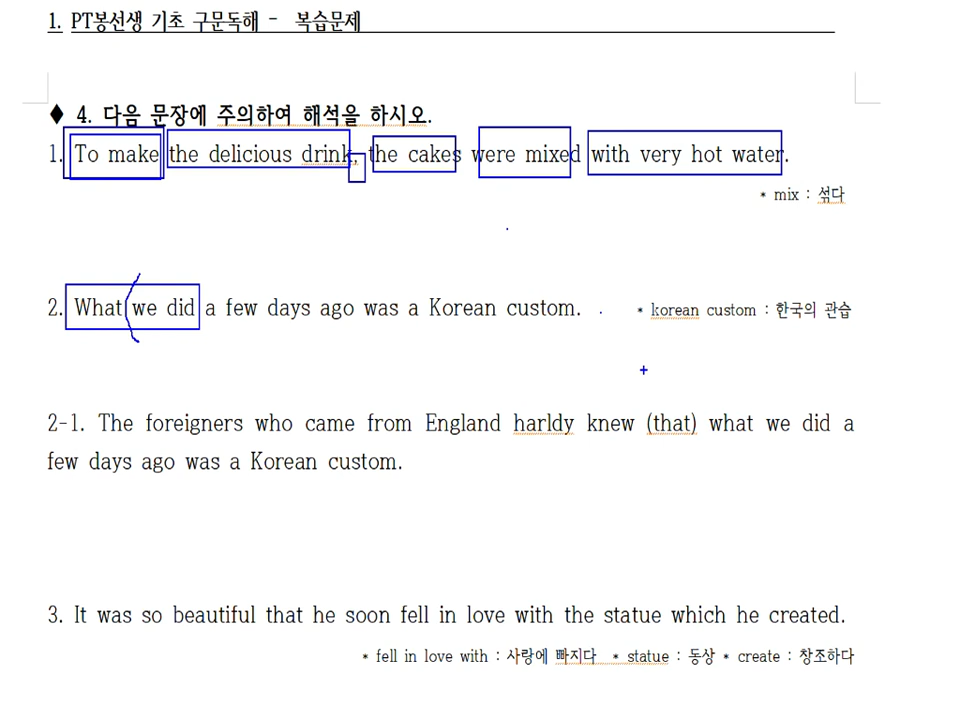 1. PT봉선생 기초 구문독해 - 복습문제
◆ 4. 다음 문장에 주의하여 해석을 하시오.
1. To make the delicious drink, the cakes were mixed with very hot water.
* mix : 섞다
2. What we did a few days ago was a Korean custom. * korean custom : 한국의 관습
2-1. The foreigners who came from England harldy knew (that) what we did a
few days ago was a Korean custom.
3. It was so beautiful that he soon fell in love with the statue which he created.
* fell in love with : 사랑에 빠지다 * statue : 동상 * create : 창조하다